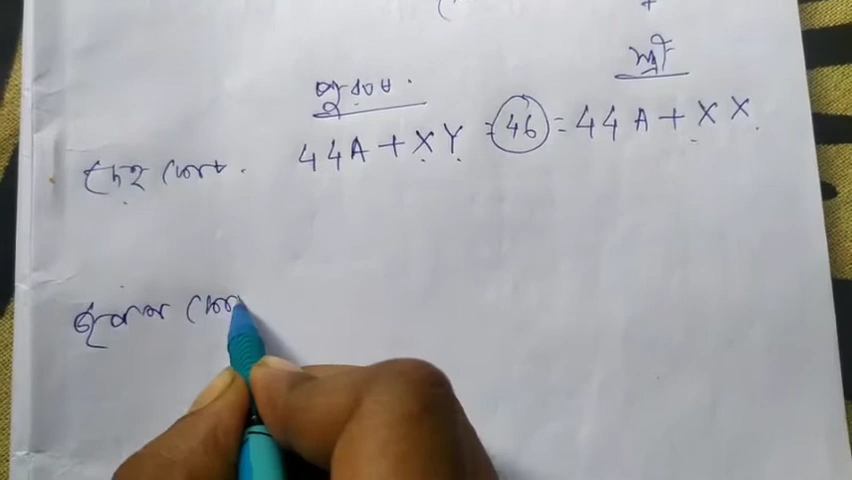 পুরুষ. স্ত্রী
দেহ কোষ. 44A + XY = 46 = 44A + XX
জনন কোষ